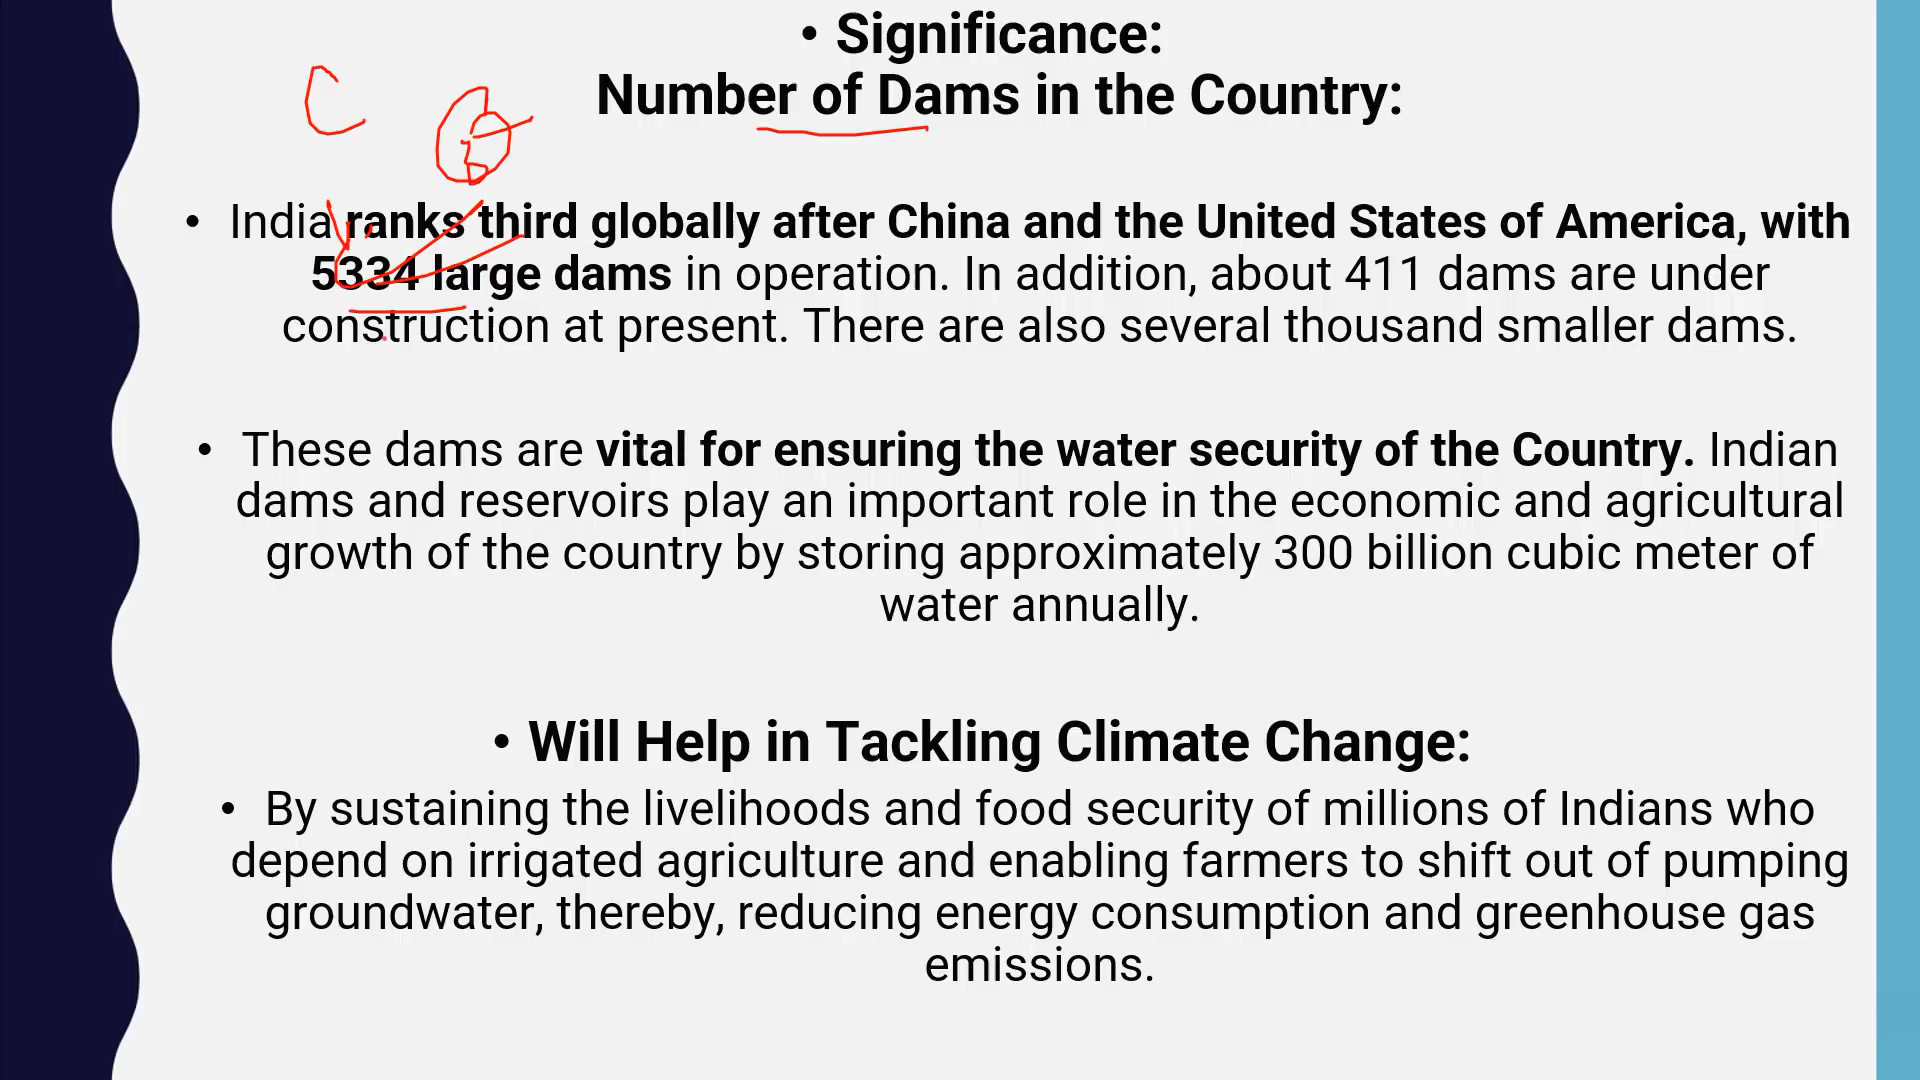 • Significance:
Number of Dams in the Country:
• India ranks third globally after China and the United States of America, with
5334 large dams in operation. In addition, about 411 dams are under
construction at present. There are also several thousand smaller dams.
• These dams are vital for ensuring the water security of the Country. Indian
dams and reservoirs play an important role in the economic and agricultural
growth of the country by storing approximately 300 billion cubic meter of
water annually.
• Will Help in Tackling Climate Change:
• By sustaining the livelihoods and food security of millions of Indians who
depend on irrigated agriculture and enabling farmers to shift out of pumping
groundwater, thereby, reducing energy consumption and greenhouse gas
emissions.